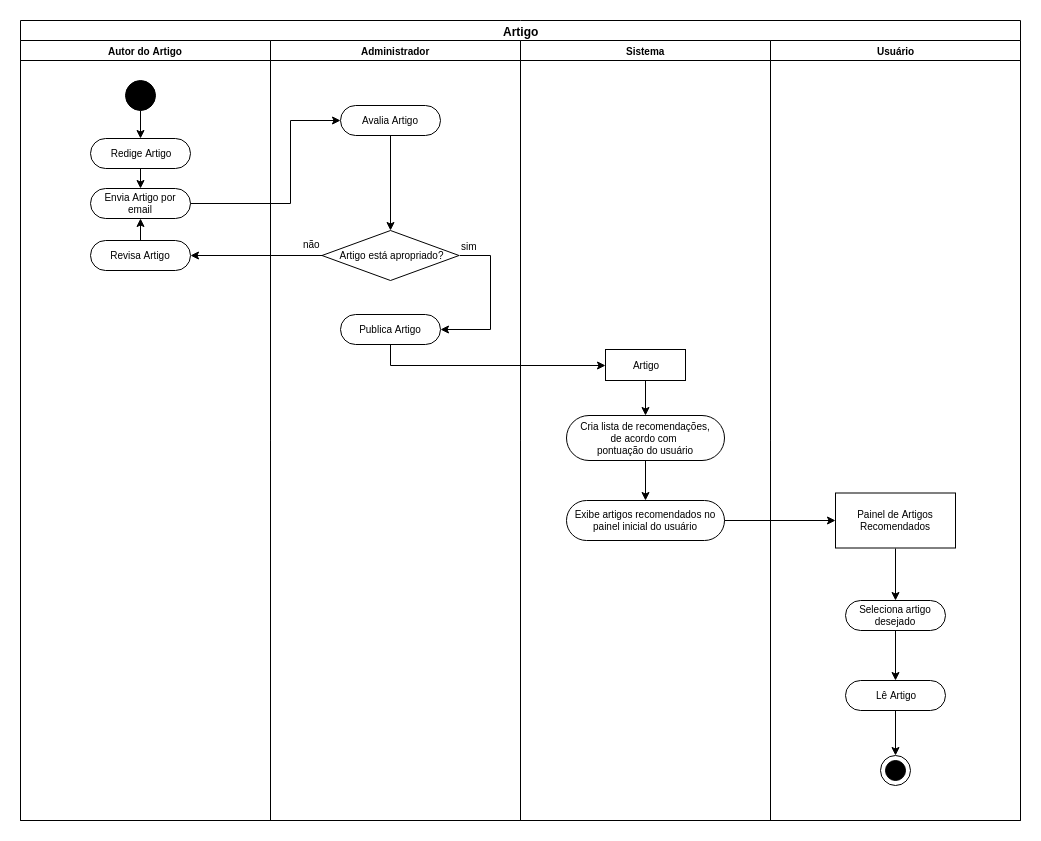 Artigo
Autor do Artigo
Administrador
Sistema
Usuário
Redige Artigo
Envia Artigo por
email
Revisa Artigo
Avalia Artigo
não
Artigo está apropriado?
sim
Publica Artigo
Artigo
Cria lista de recomendações,
de acordo com
pontuação do usuário
Exibe artigos recomendados no
painel inicial do usuário
Painel de Artigos
Recomendados
Seleciona artigo
desejado
Lê Artigo